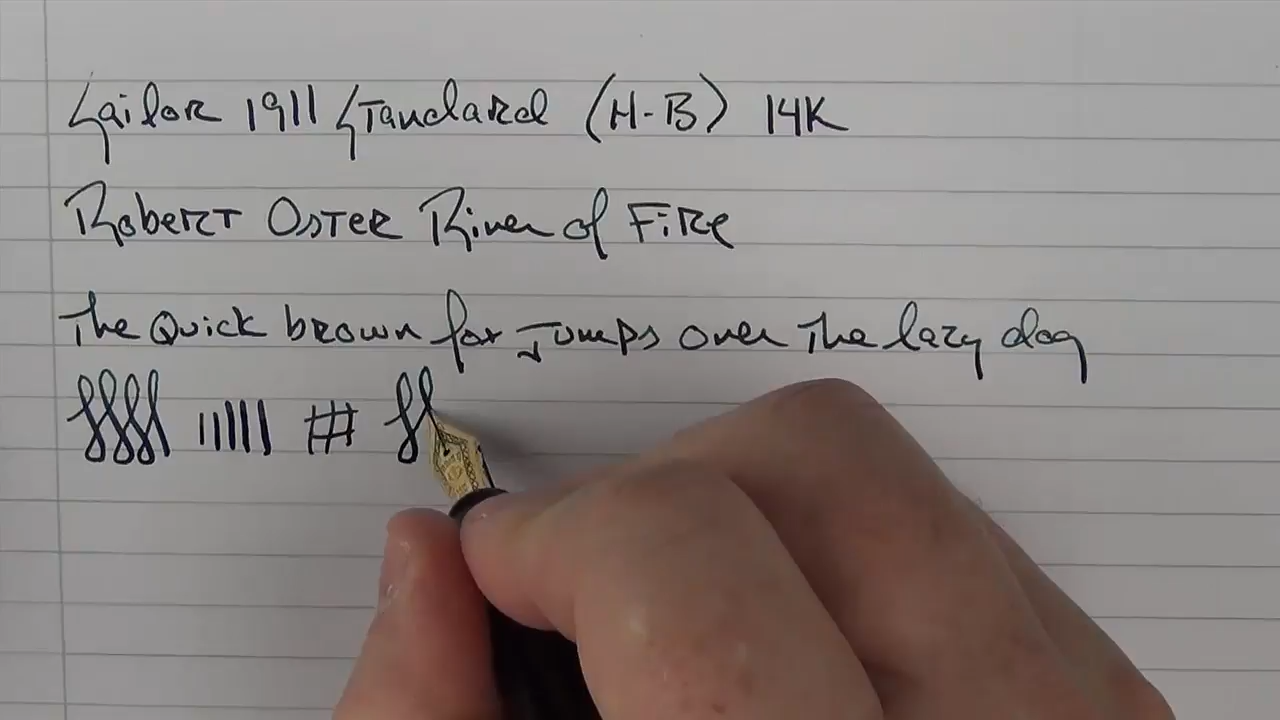 Sailor 1911 Standard (H-B) 14K
Robert Oster River of Fire
The Quick brown fox Jumps over The lazy dog
#